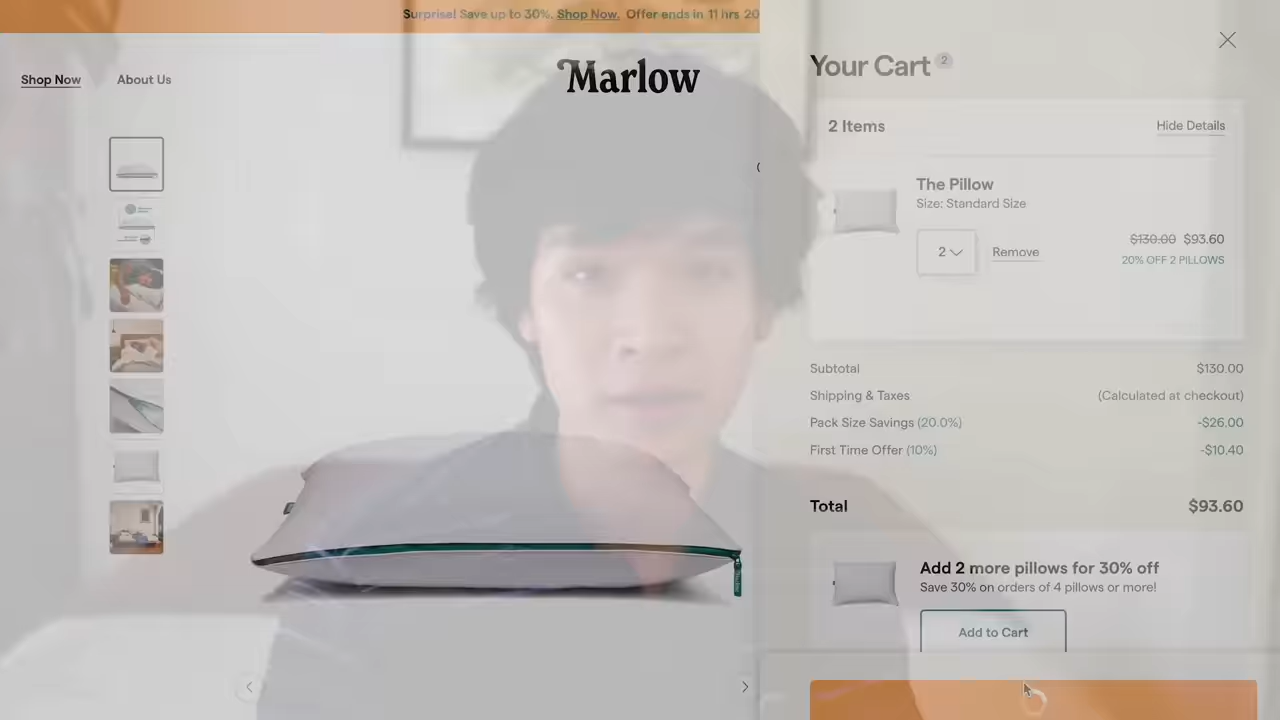 Surprise! Save up to 30%. Shop Now. Offer ends in 11 hrs 20
Shop Now
About Us
Marlow
Your Cart 2
2 Items
Hide Details
The Pillow
Size: Standard Size
2
Remove
$130.00 $93.60
20% OFF 2 PILLOWS
Subtotal
$130.00
Shipping & Taxes
(Calculated at checkout)
Pack Size Savings (20.0%)
-$26.00
First Time Offer (10%)
-$10.40
Total
$93.60
Add 2 more pillows for 30% off
Save 30% on orders of 4 pillows or more!
Add to Cart